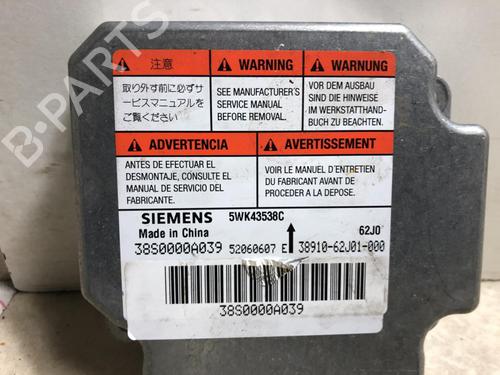 注意
WARNING
WARNUNG
取り外す前に必ずサ
ービスマニュアルを
ご覧ください
SEE MANUFACTURER'S
SERVICE MANUAL
BEFORE REMOVAL.
VOR DEM AUSBAU
SIND DIE HINWEISE
IM WERKSTATTHAND-
BUCH ZU BEACHTEN.
ADVERTENCIA
AVERTISSEMENT
ANTES DE EFECTUAR EL
DESMONTAJE, CONSULTE EL
MANUAL DE SERVICIO DEL
FABRICANTE.
VOIR LE MANUEL D'ENTRETIEN
DU FABRICANT AVANT DE
PROCEDER A LA DEPOSE.
SIEMENS 5WK43538C 62J0
Made in China
38S0000A039 52060607 E 38910-62J01-000
38S0000A039
B-PARTS